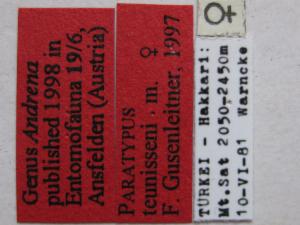 Genus Andrena
published 1998 in
Entomofauna 19/6,
Ansfelden (Austria)
PARATYPUS
teunisseni · m. ♀
F. Gusenleitner, 1997
TÜRKEI - Hakkari:
Mt.Sat 2050-2450m
10-VI-81 Warncke
♀